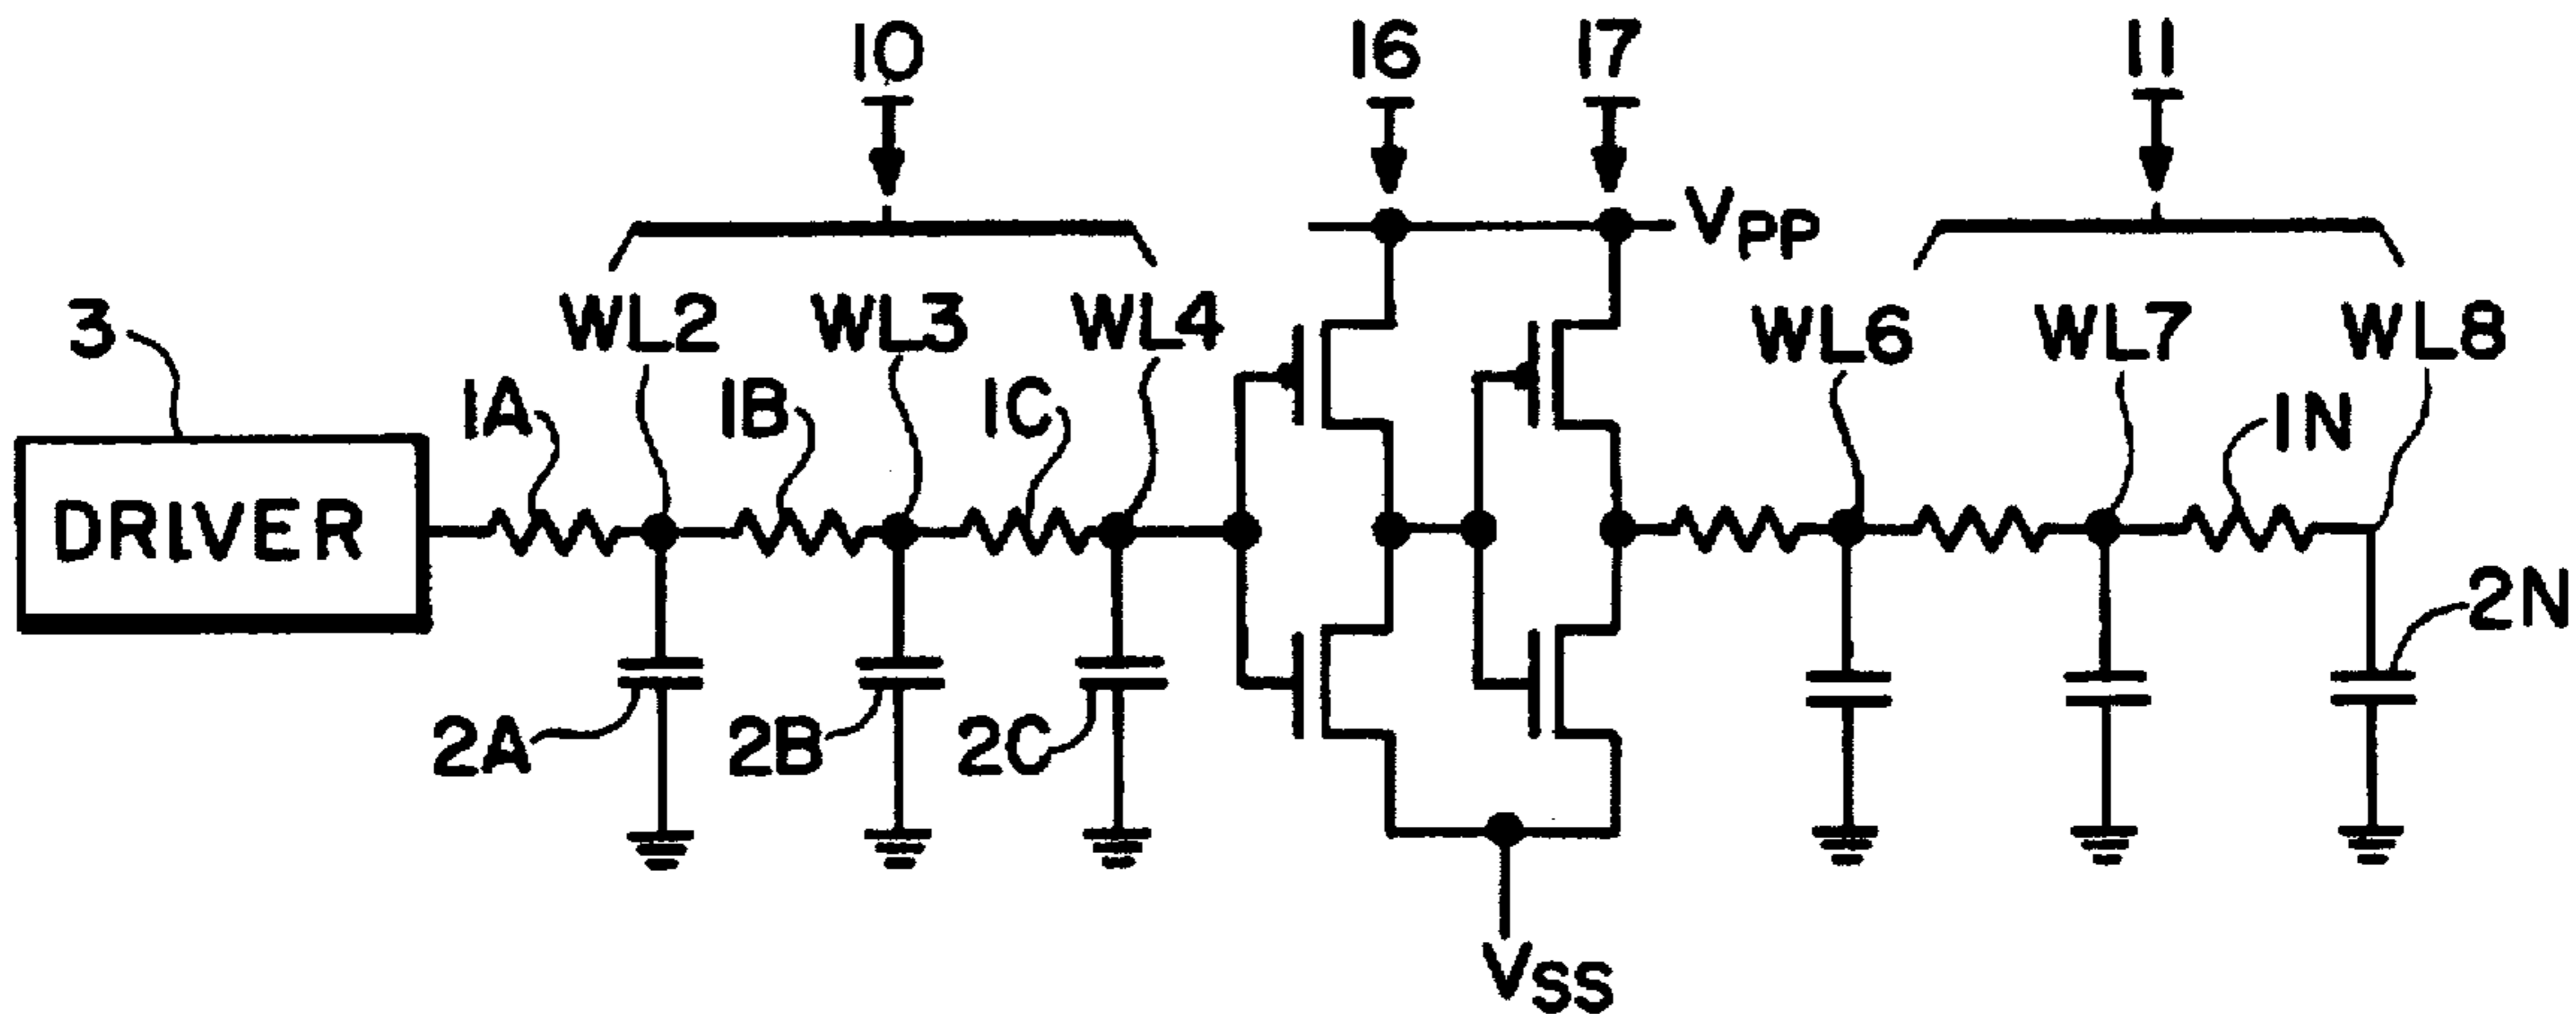 10 16 17 11
VPP
3 WL2 WL3 WL4 WL6 WL7 WL8
1A 1B 1C 1N
DRIVER
2N
2A 2B 2C
VSS